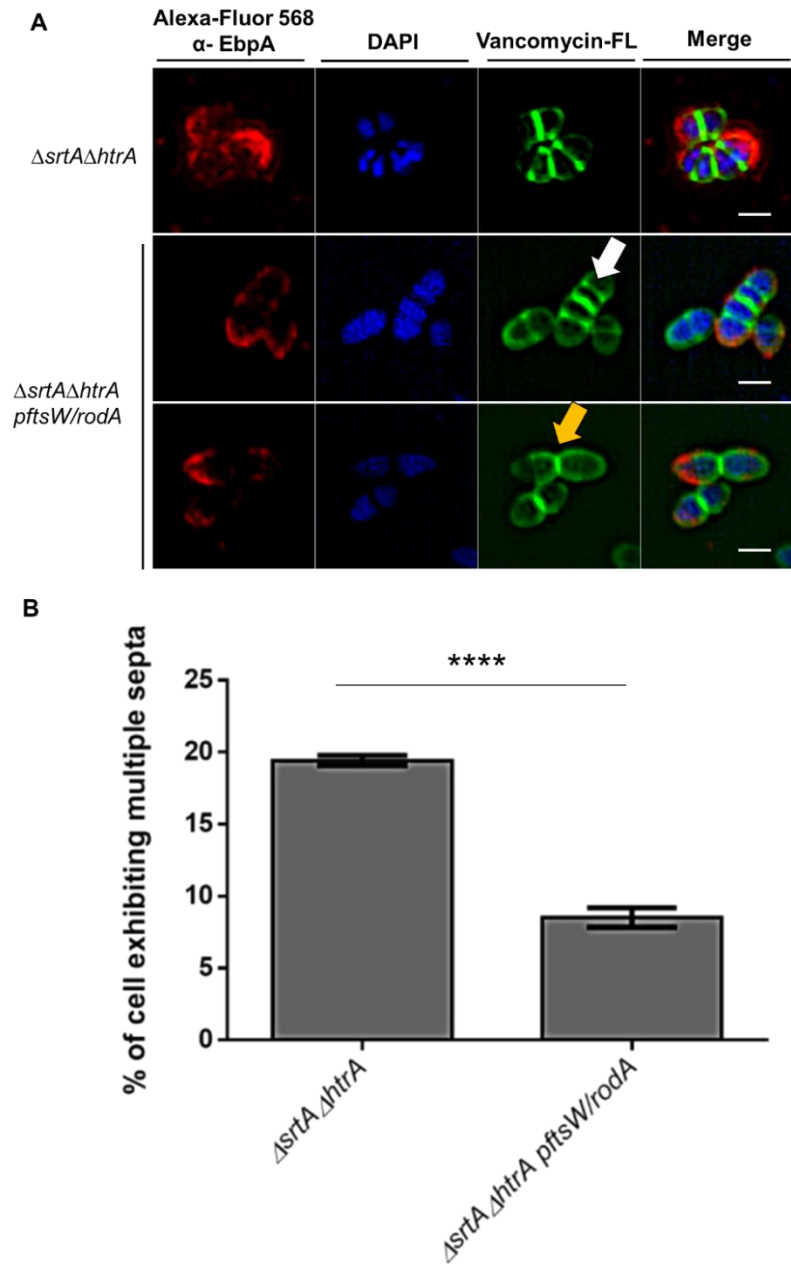 A
Alexa-Fluor 568
α- EbpA
DAPI
Vancomycin-FL
Merge
ΔsrtAΔhtrA
ΔsrtAΔhtrA
pftsW/rodA
B
****
% of cell exhibiting multiple septa
25
20
15
10
5
0
ΔsrtAΔhtrA
ΔsrtAΔhtrA pftsW/rodA